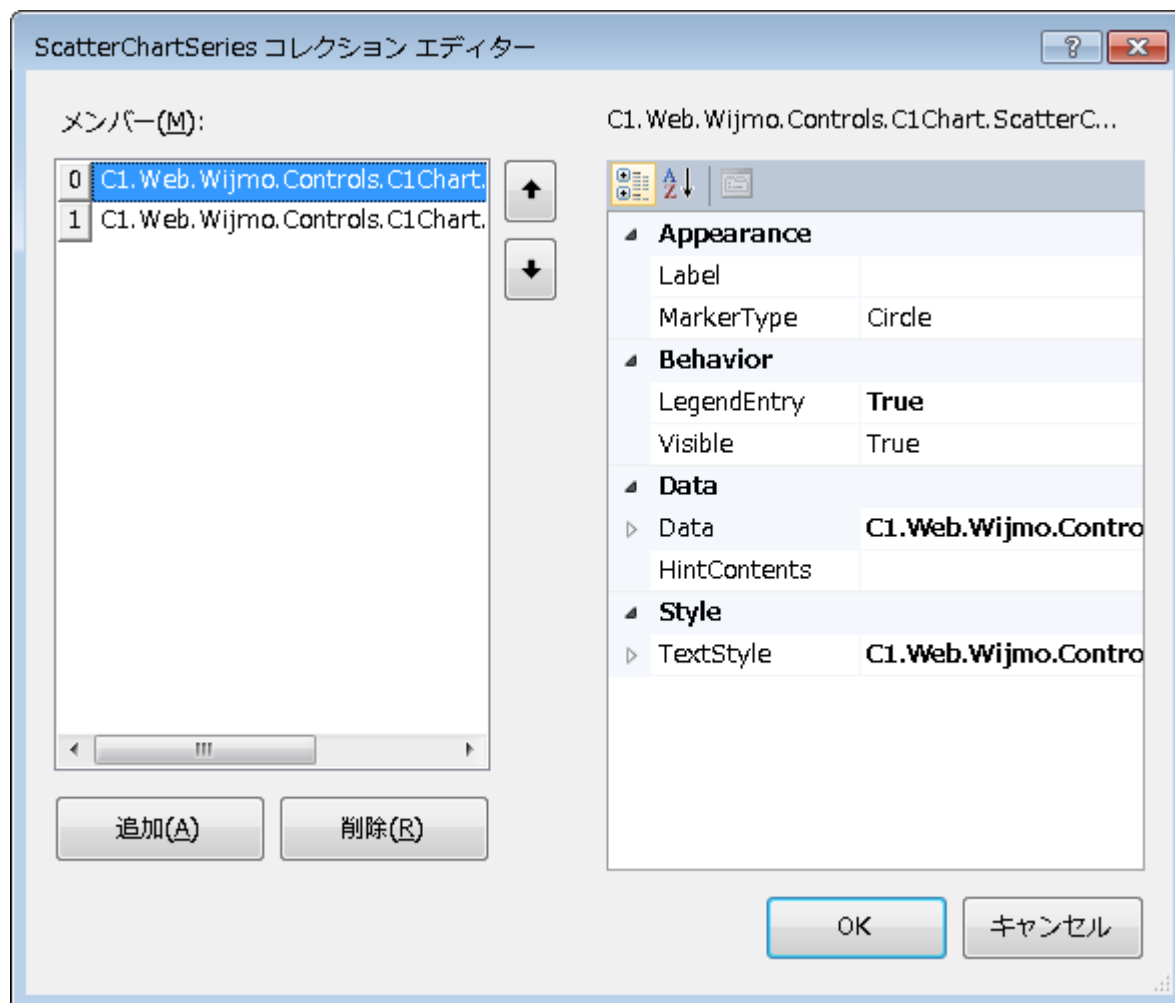 ScatterChartSeries コレクション エディター
メンバー(M):
0 C1.Web.Wijmo.Controls.C1Chart.
1 C1.Web.Wijmo.Controls.C1Chart.
追加(A)
削除(R)
C1.Web.Wijmo.Controls.C1Chart.ScatterC...
Appearance
Label
MarkerType Circle
Behavior
LegendEntry True
Visible True
Data
Data C1.Web.Wijmo.Contro
HintContents
Style
TextStyle C1.Web.Wijmo.Contro
OK
キャンセル